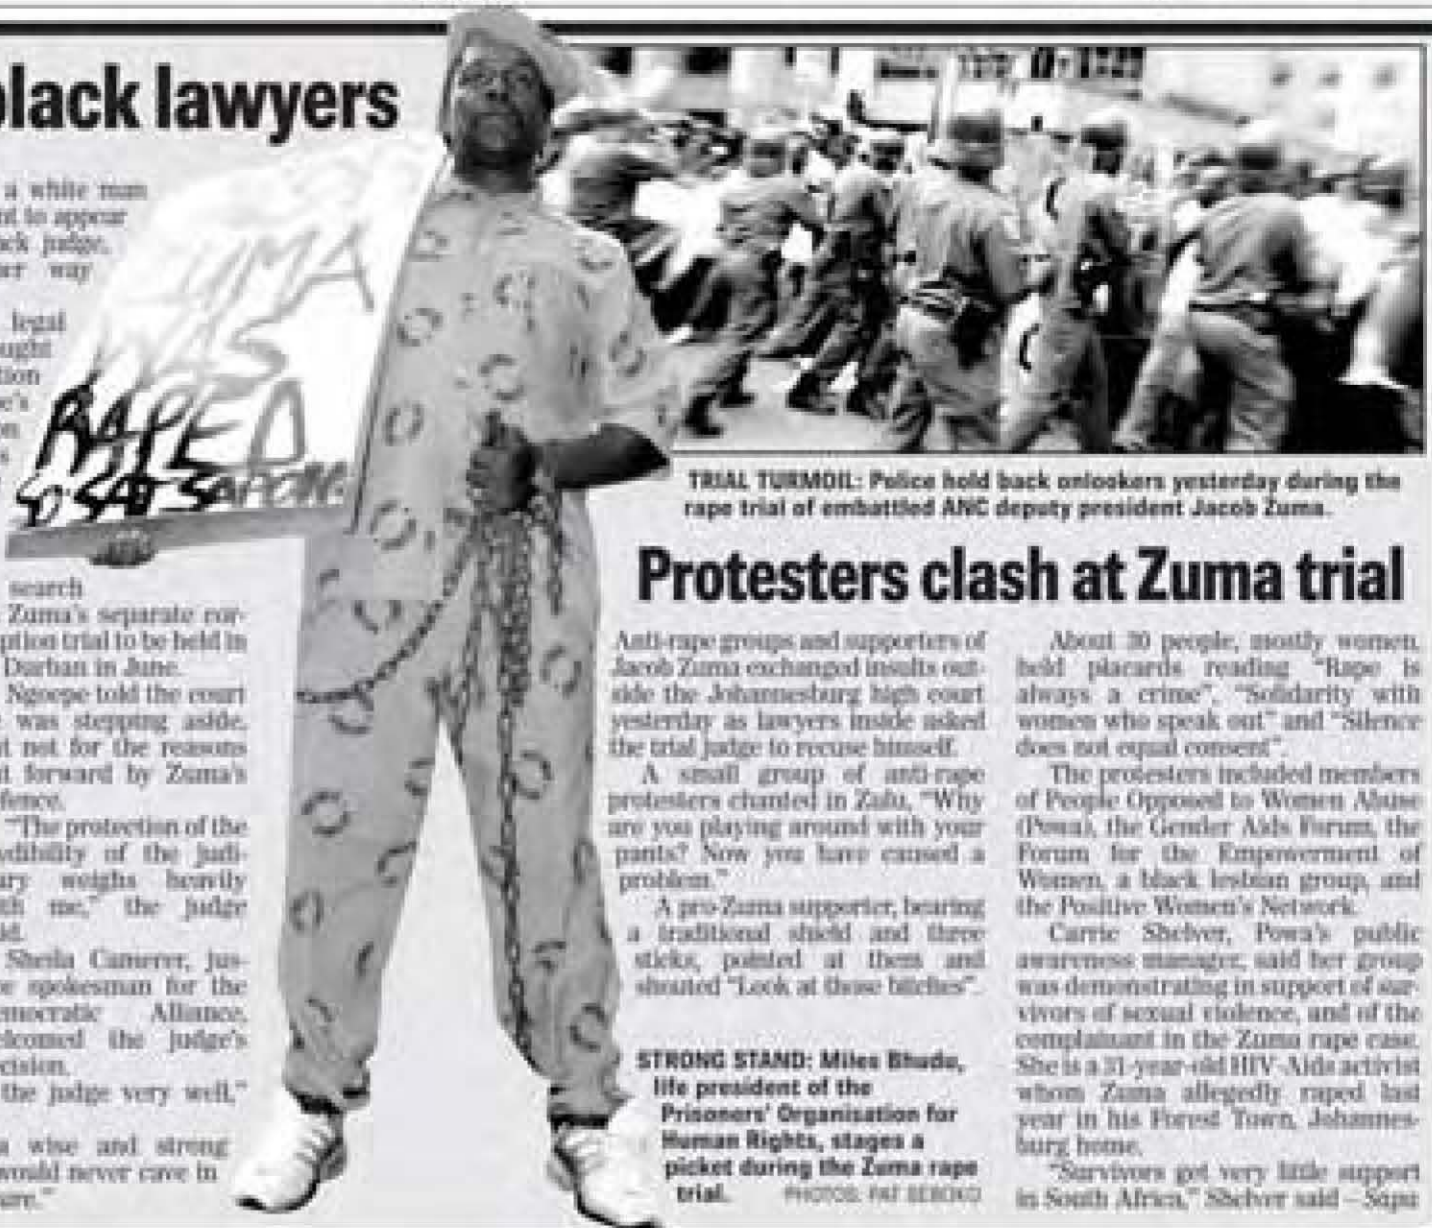 black lawyers
a white man
to appear
judge,
way
legal
ZUMA
WAS
RAPED
search
Zuma's separate cor-
ption trial to be held in
Durban in June.
Ngoepe told the court
was stepping aside,
not for the reasons
forward by Zuma's
fence.
"The protection of the
dibility of the judi-
ary weighs heavily
th me," the judge
id.
Sheila Camerer, jus-
spokesman for the
emocratic Alliance,
elcomed the judge's
cision.
the judge very well,"
a wise and strong
would never cave in
ure."
TRIAL TURMOIL: Police hold back onlookers yesterday during the
rape trial of embattled ANC deputy president Jacob Zuma.
Protesters clash at Zuma trial
Anti-rape groups and supporters of
Jacob Zuma exchanged insults out-
side the Johannesburg high court
yesterday as lawyers inside asked
the trial judge to recuse himself.
A small group of anti-rape
protesters chanted in Zulu, "Why
are you playing around with your
pants? Now you have caused a
problem."
A pro-Zuma supporter, bearing
a traditional shield and three
sticks, pointed at them and
shouted "Look at those bitches".
STRONG STAND: Miles Bhudu,
life president of the
Prisoners' Organisation for
Human Rights, stages a
picket during the Zuma rape
trial. PHOTOS: PAT SEBOKO
About 30 people, mostly women,
held placards reading "Rape is
always a crime", "Solidarity with
women who speak out" and "Silence
does not equal consent".
The protesters included members
of People Opposed to Women Abuse
(Powa), the Gender Aids Forum, the
Forum for the Empowerment of
Women, a black lesbian group, and
the Positive Women's Network.
Carrie Shelver, Powa's public
awareness manager, said her group
was demonstrating in support of sur-
vivors of sexual violence, and of the
complainant in the Zuma rape case.
She is a 31-year-old HIV-Aids activist
whom Zuma allegedly raped last
year in his Forest Town, Johannes-
burg home.
"Survivors get very little support
in South Africa," Shelver said – Sapa